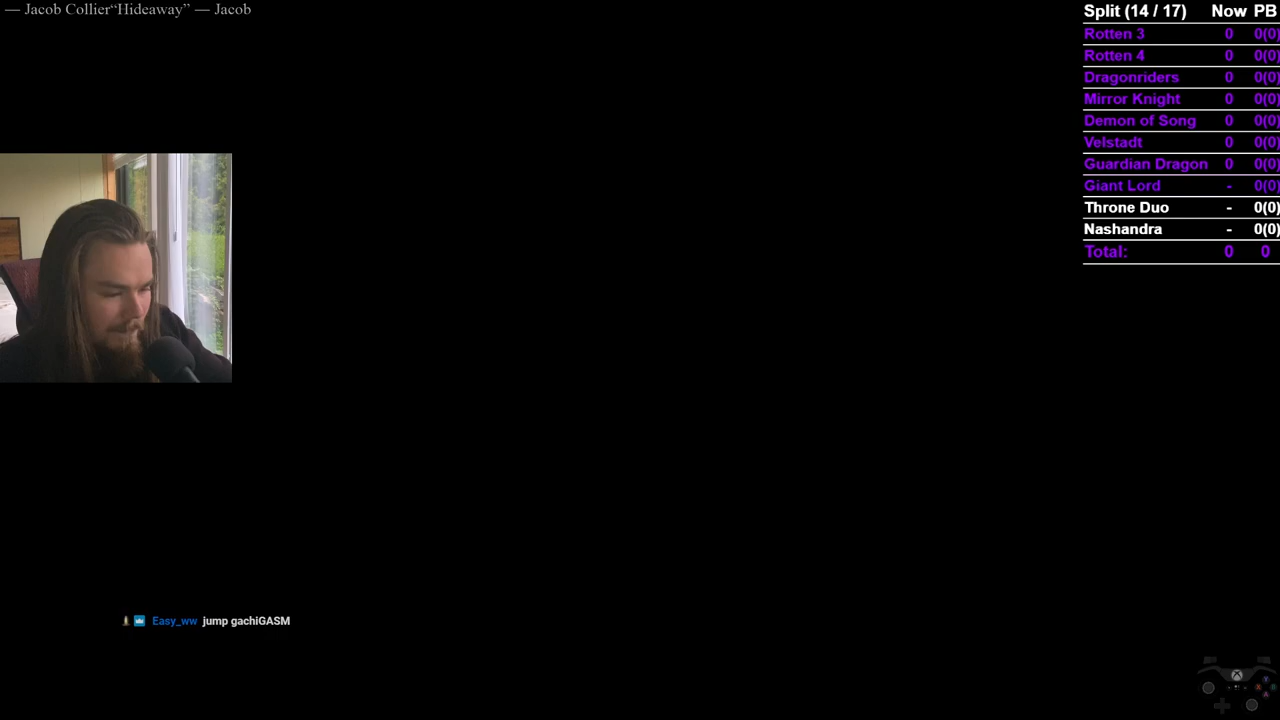 — Jacob Collier“Hideaway” — Jacob
Split (14 / 17) Now PB
Rotten 3 0 0(0)
Rotten 4 0 0(0)
Dragonriders 0 0(0)
Mirror Knight 0 0(0)
Demon of Song 0 0(0)
Velstadt 0 0(0)
Guardian Dragon 0 0(0)
Giant Lord - 0(0)
Throne Duo - 0(0)
Nashandra - 0(0)
Total: 0 0
Easy_ww jump gachiGASM